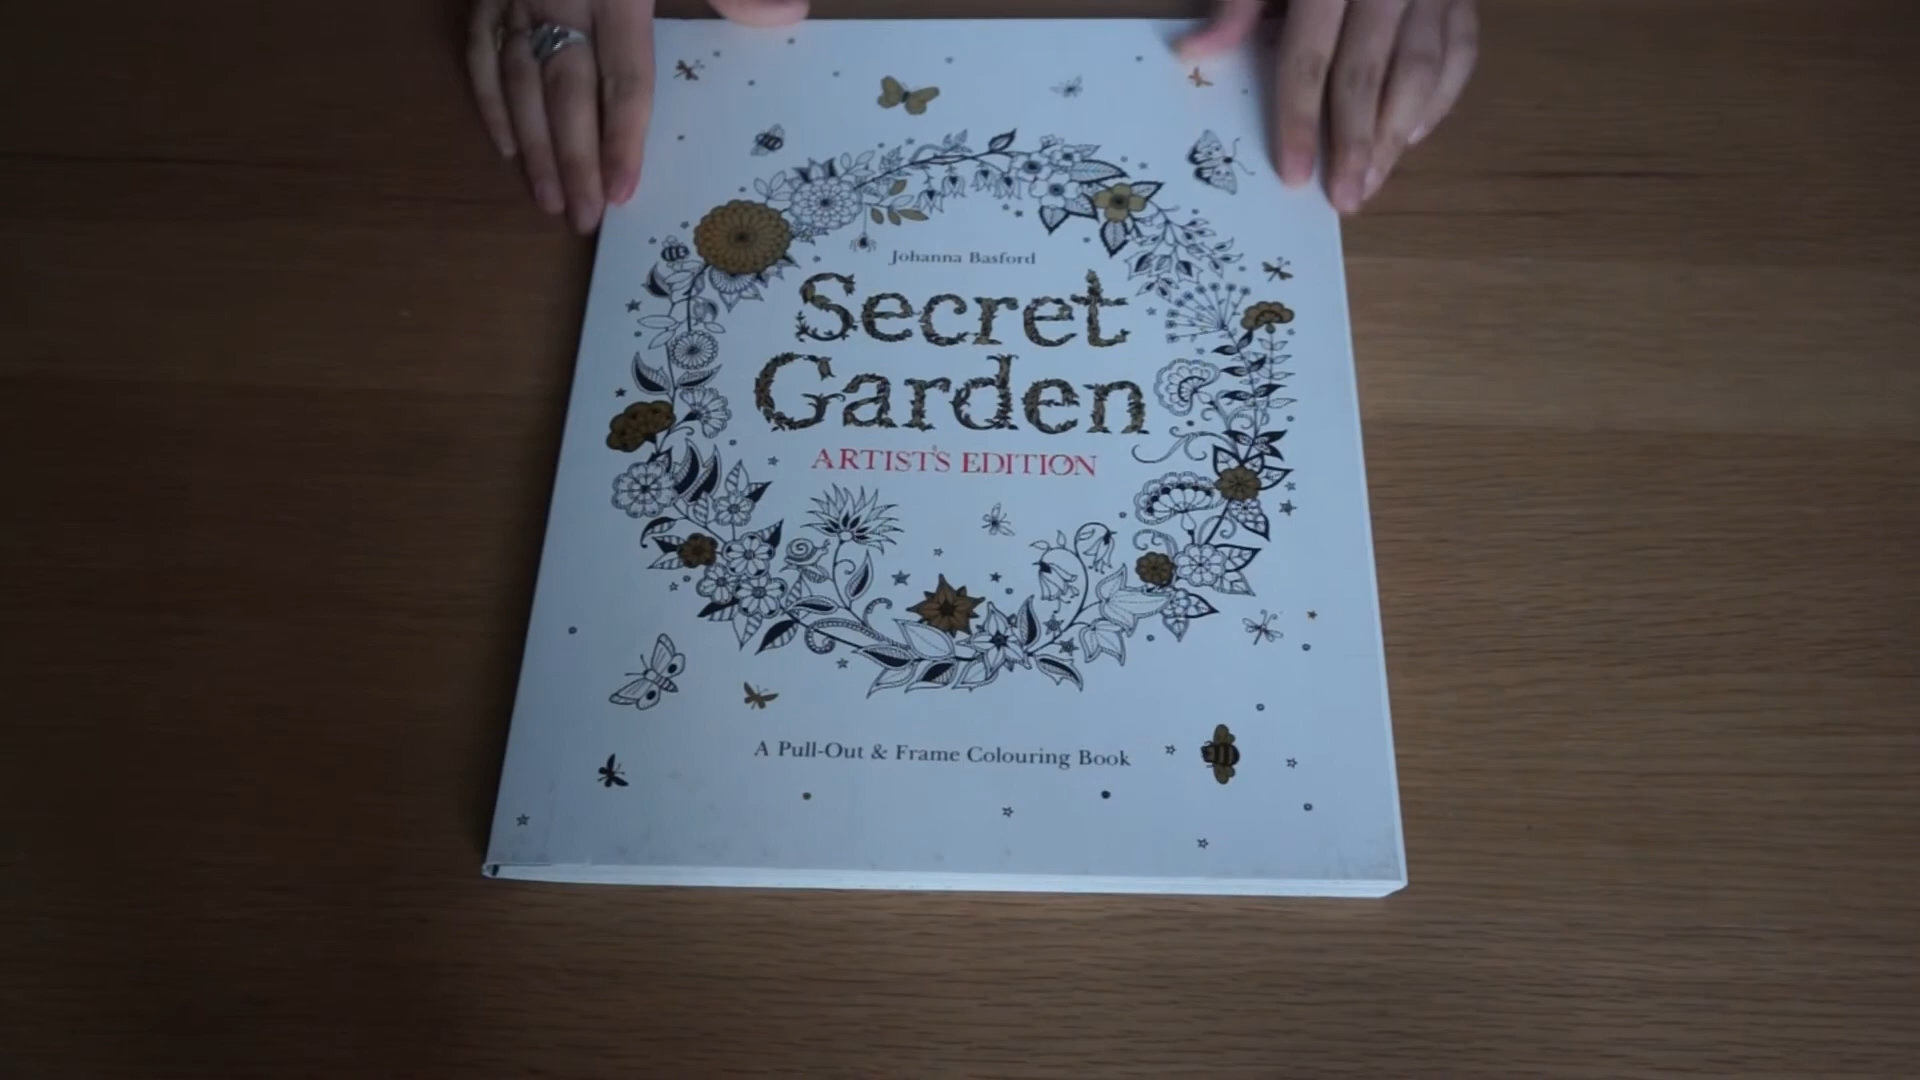 Johanna Basford
Secret
Garden
ARTIST'S EDITION
A Pull-Out & Frame Colouring Book